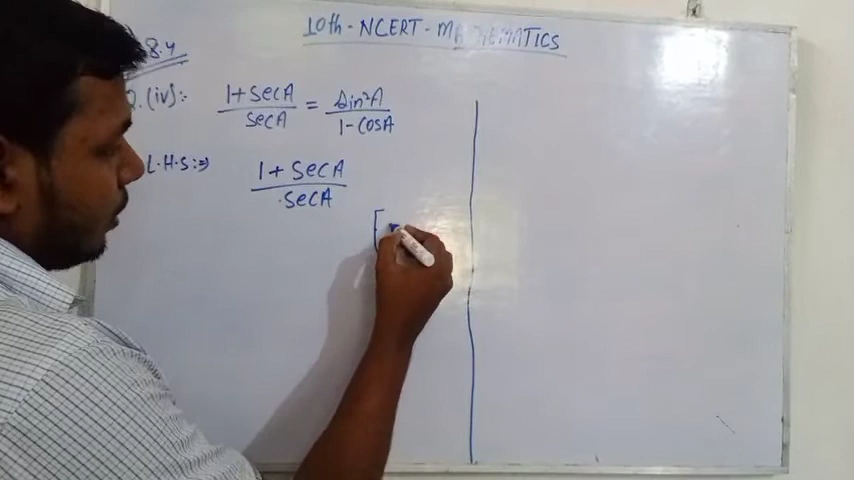 10th - NCERT - MATHEMATICS
8.4
Q.(iv):- (1+secA)/(secA) = (sin²A)/(1-cosA)
L.H.S:⇒ (1+secA)/(secA)
[